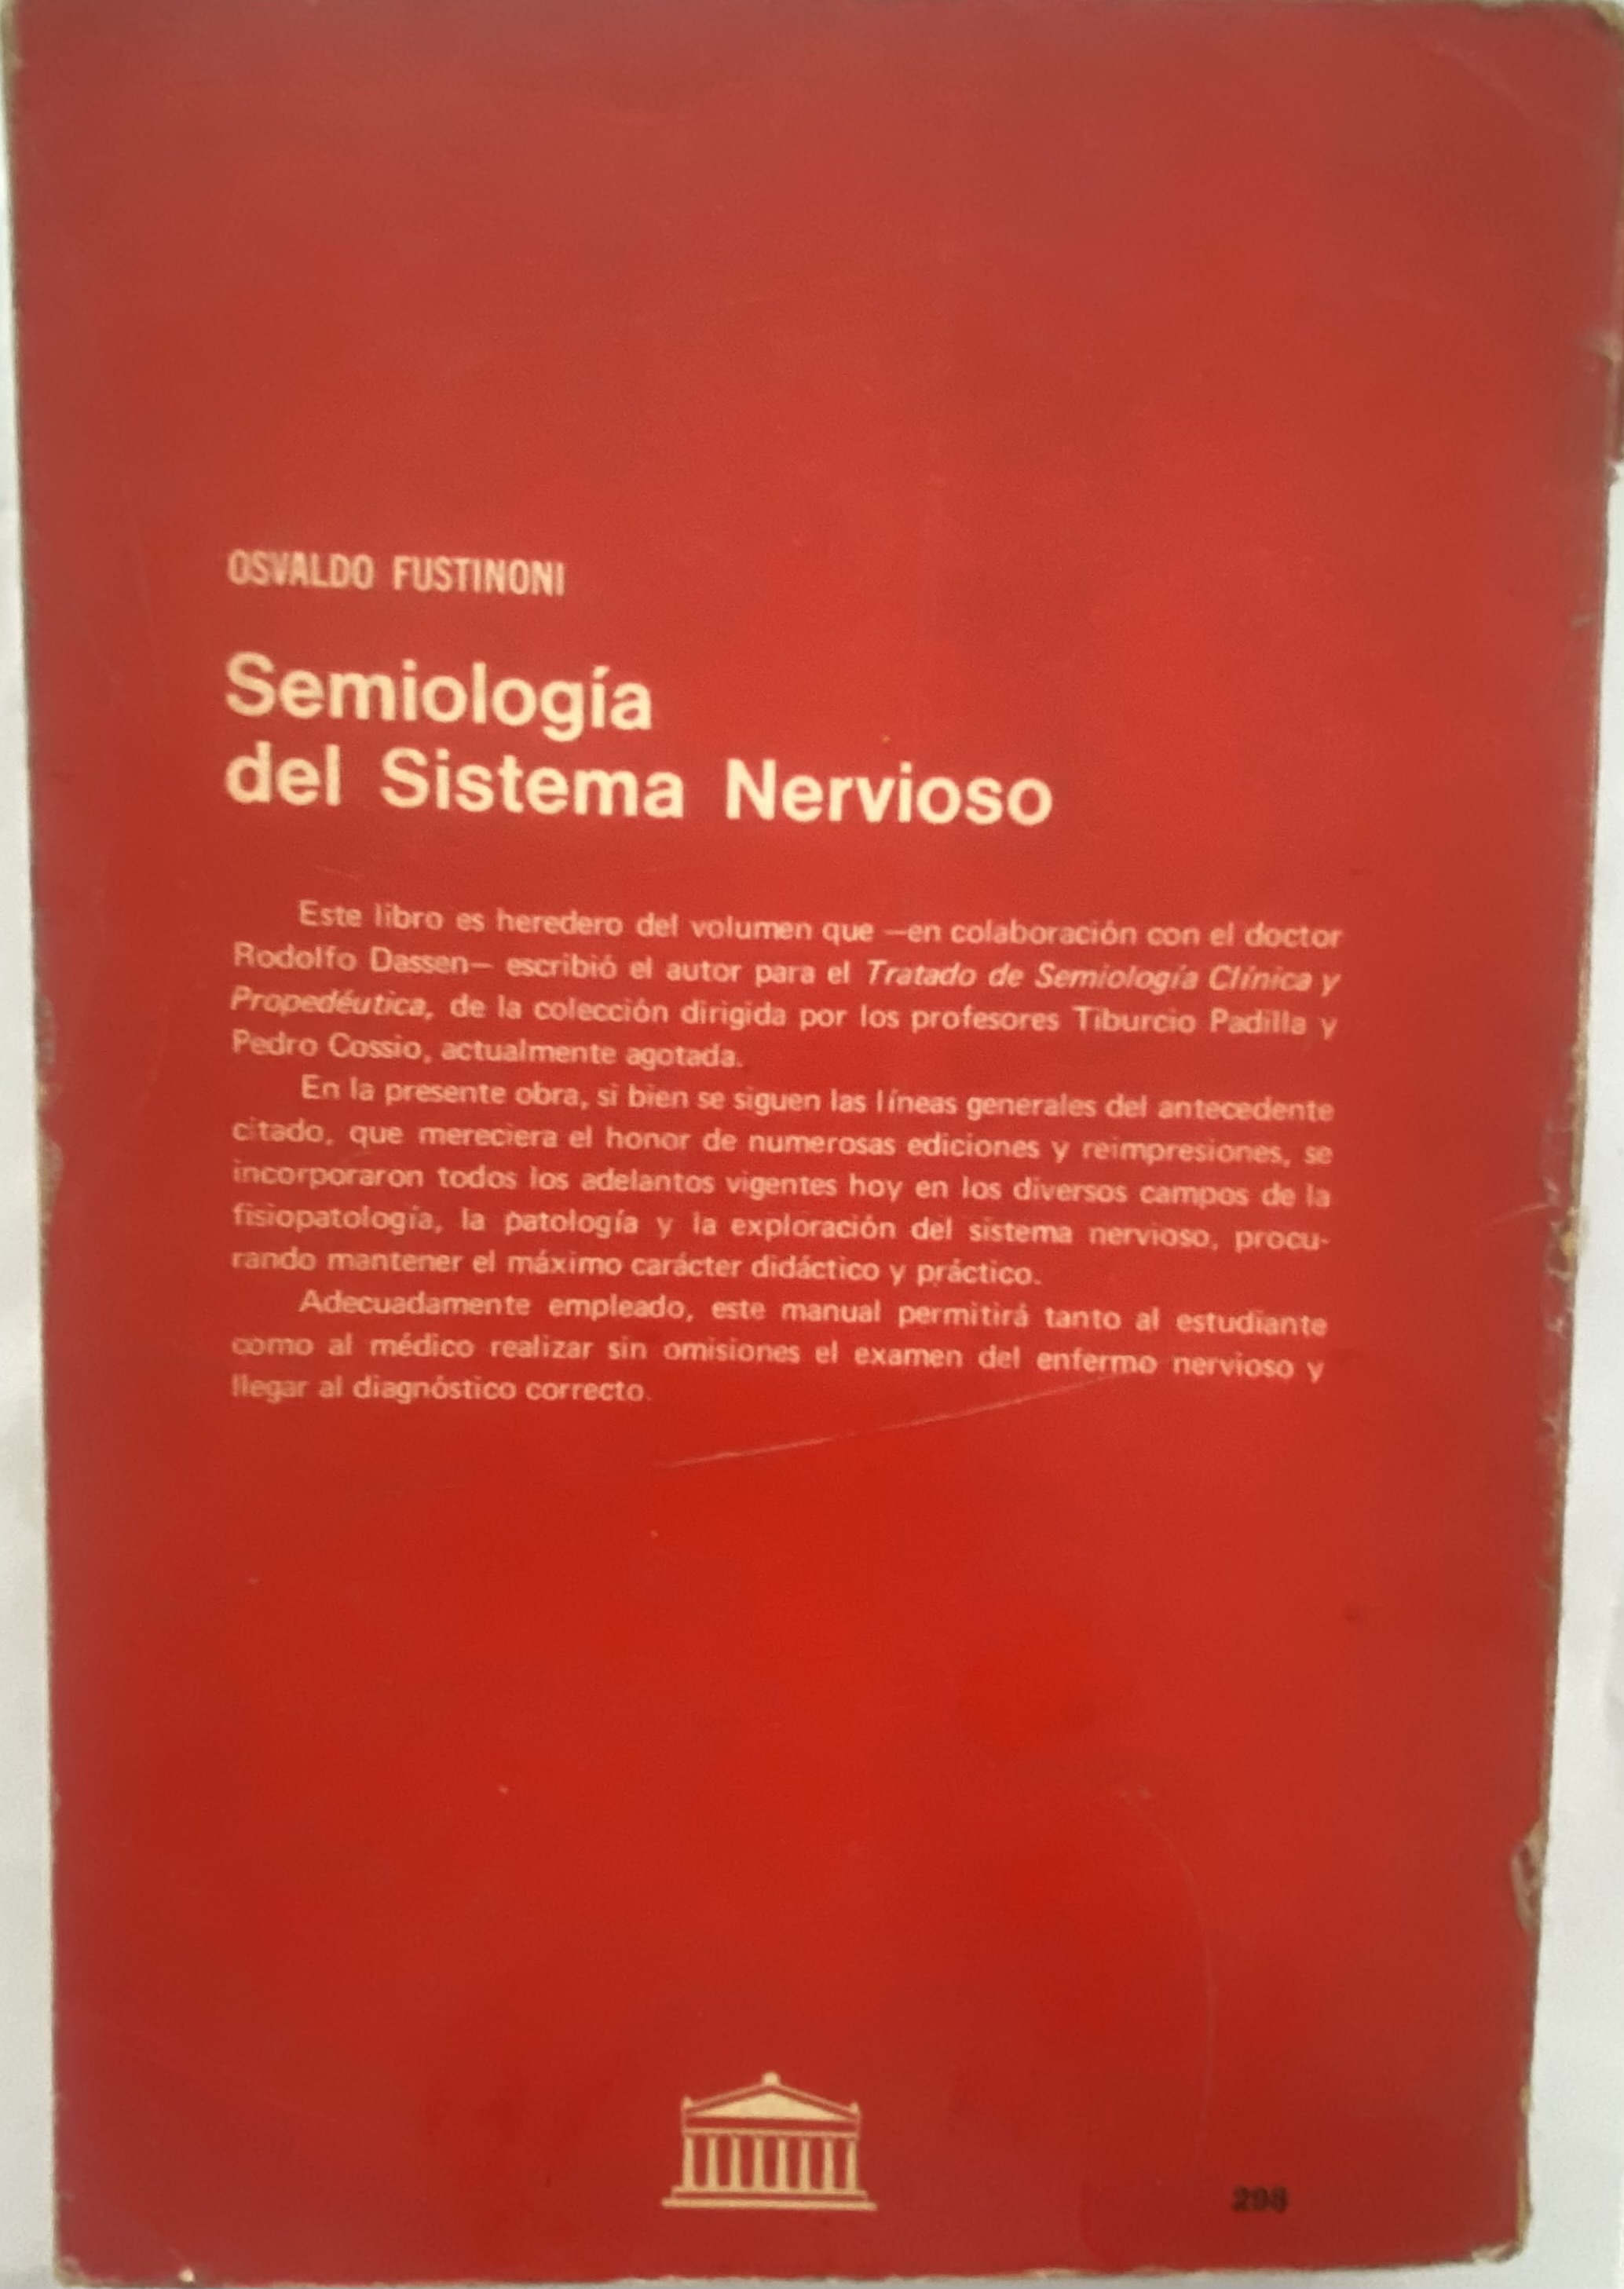 OSVALDO FUSTINONI
Semiología
del Sistema Nervioso
Este libro es heredero del volumen que —en colaboración con el doctor
Rodolfo Dassen— escribió el autor para el Tratado de Semiología Clínica y
Propedéutica, de la colección dirigida por los profesores Tiburcio Padilla y
Pedro Cossio, actualmente agotada.
En la presente obra, si bien se siguen las líneas generales del antecedente
citado, que mereciera el honor de numerosas ediciones y reimpresiones, se
incorporaron todos los adelantos vigentes hoy en los diversos campos de la
fisiopatología, la patología y la exploración del sistema nervioso, procu-
rando mantener el máximo carácter didáctico y práctico.
Adecuadamente empleado, este manual permitirá tanto al estudiante
como al médico realizar sin omisiones el examen del enfermo nervioso y
llegar al diagnóstico correcto.